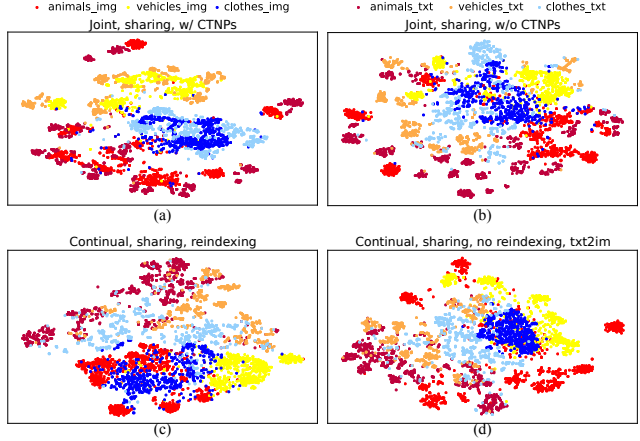 animals_img vehicles_img clothes_img animals_txt vehicles_txt clothes_txt
Joint, sharing, w/ CTNPs Joint, sharing, w/o CTNPs
(a) (b)
Continual, sharing, reindexing Continual, sharing, no reindexing, txt2im
(c) (d)